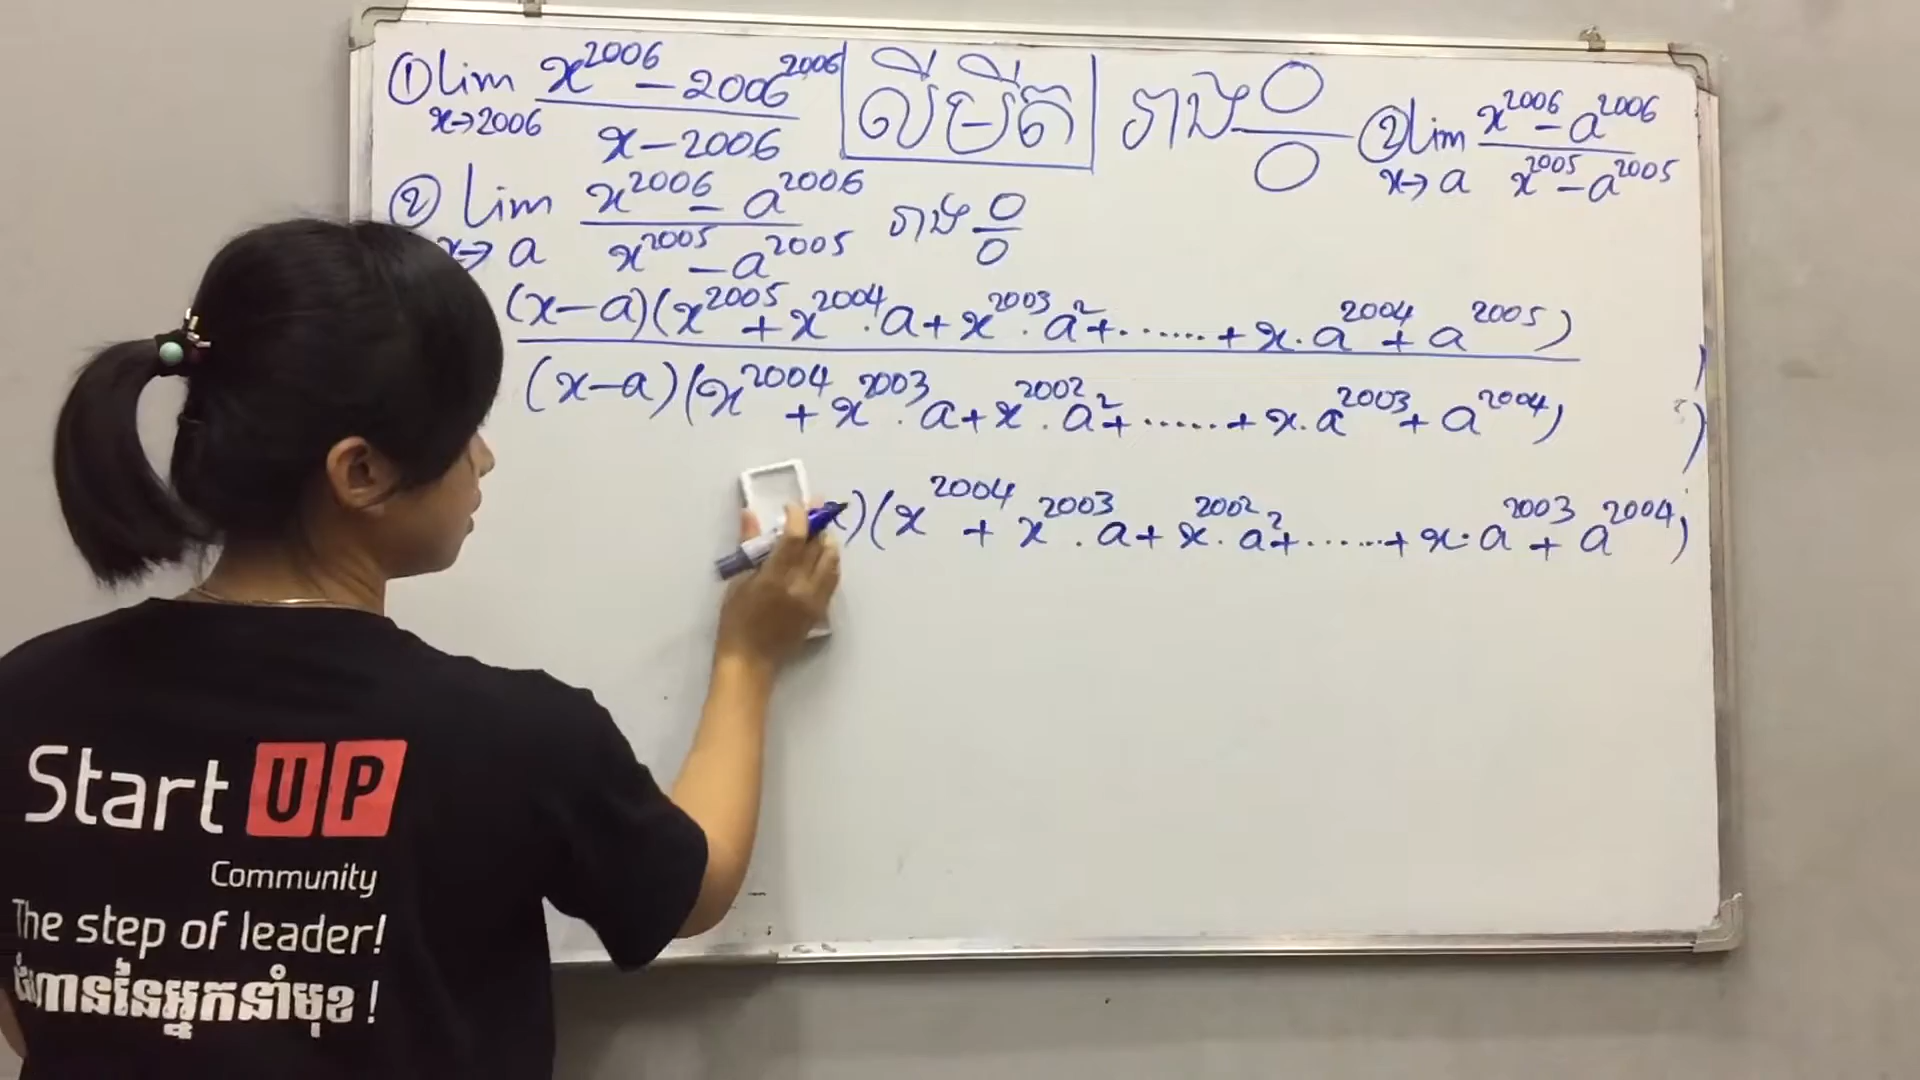 ① lim x→2006 x^2006 - 2006^2006 / x - 2006
លីមីត
រាង 0/0
② lim x→a x^2006 - a^2006 / x^2005 - a^2005
② lim x→a x^2006 - a^2006 / x^2005 - a^2005 រាង 0/0
(x-a)(x^2005 + x^2004 . a + x^2003 . a^2 + ...... + x . a^2004 + a^2005)
(x-a)(x^2004 + x^2003 . a + x^2002 . a^2 + ...... + x . a^2003 + a^2004)
)(x^2004 + x^2003 . a + x^2002 . a^2 + ...... + x . a^2003 + a^2004)
Start UP
Community
The step of leader!
ជំហាននៃអ្នកនាំមុខ !